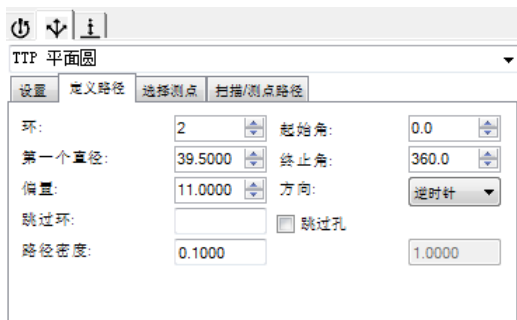 TTP 平面圆
设置 定义路径 选择测点 扫描/测点路径
环: 2 起始角: 0.0
第一个直径: 39.5000 终止角: 360.0
偏置: 11.0000 方向: 逆时针
跳过环: 跳过孔
路径密度: 0.1000 1.0000